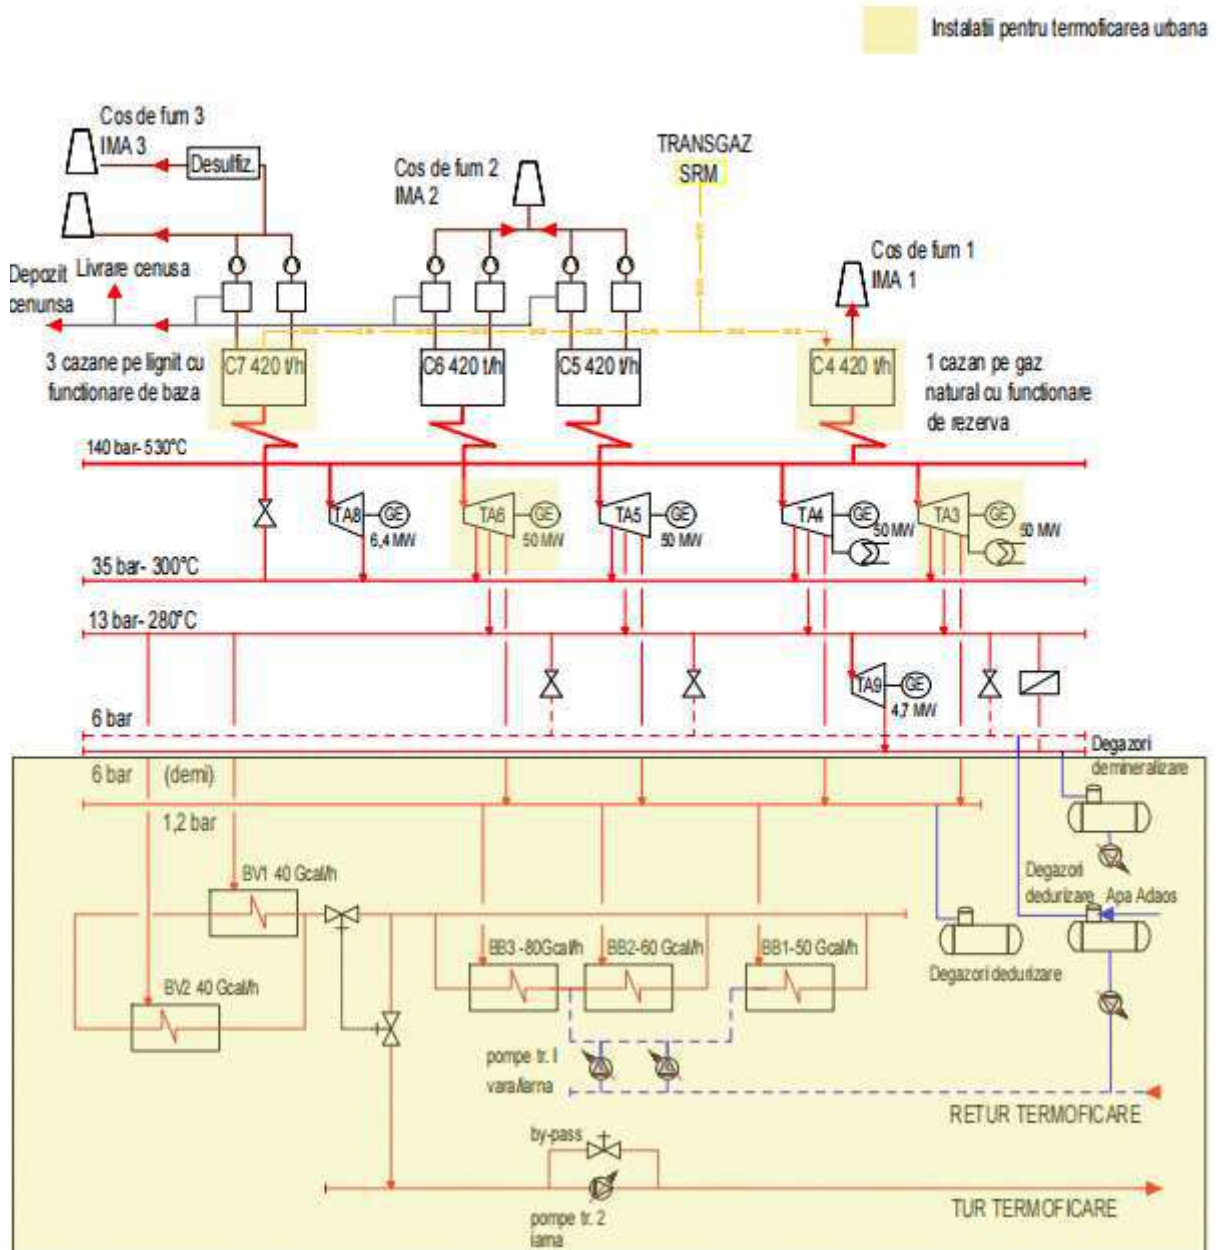 Instalatii pentru termoficarea urbana
Cos de fum 3
IMA 3
Desulfiz.
Cos de fum 2
IMA 2
TRANSGAZ
SRM
Cos de fum 1
IMA 1
Depozit
cenunsa
Livrare cenusa
3 cazane pe lignit cu
functionare de baza
C7 420 t/h
C6 420 t/h
C5 420 t/h
C4 420 t/h
1 cazan pe gaz
natural cu functionare
de rezerva
140 bar- 530°C
TA8
GE
6,4 MW
TA6
GE
50 MW
TA5
GE
50 MW
TA4
GE
50 MW
TA3
GE
50 MW
35 bar- 300°C
13 bar- 280°C
TA9
GE
4,7 MW
6 bar
6 bar (demi)
Degazori
demineralizare
1,2 bar
BV1 40 Gcal/h
BV2 40 Gcal/h
BB3 -80Gcal/h
BB2-60 Gcal/h
BB1-50 Gcal/h
Degazori
dedurizare
Apa Adaos
Degazori dedurizare
pompe tr. I
vara/iarna
RETUR TERMOFICARE
by-pass
TUR TERMOFICARE
pompe tr. 2
iarna